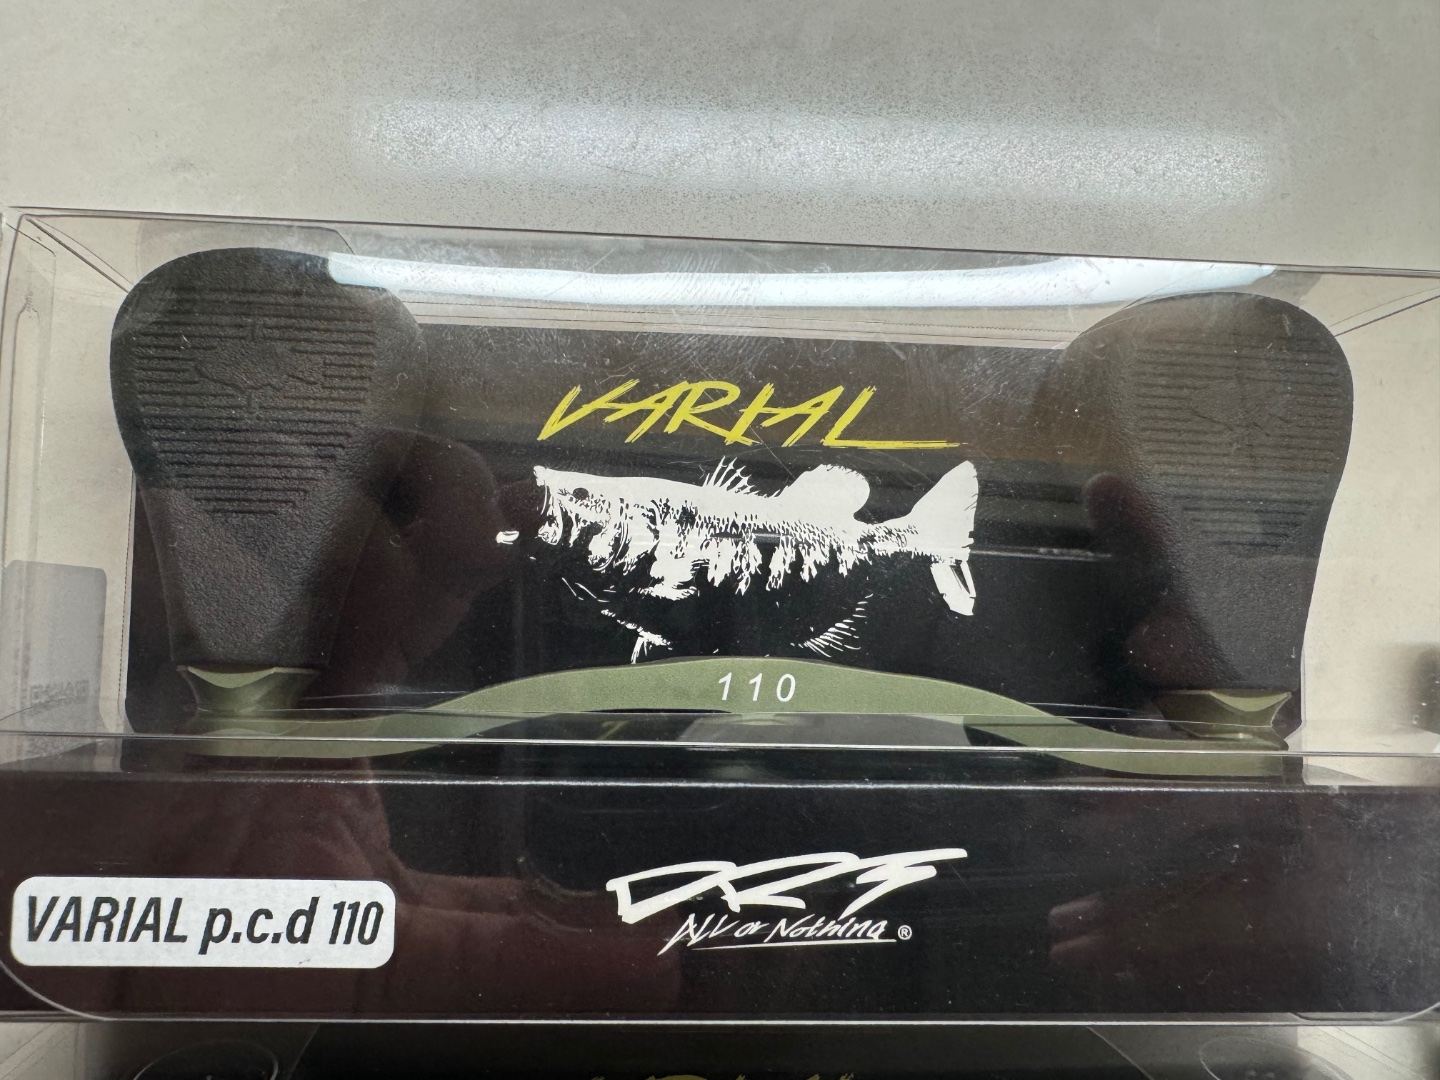 VARIAL
110
DRT
ALL or Nothing ®
VARIAL p.c.d 110